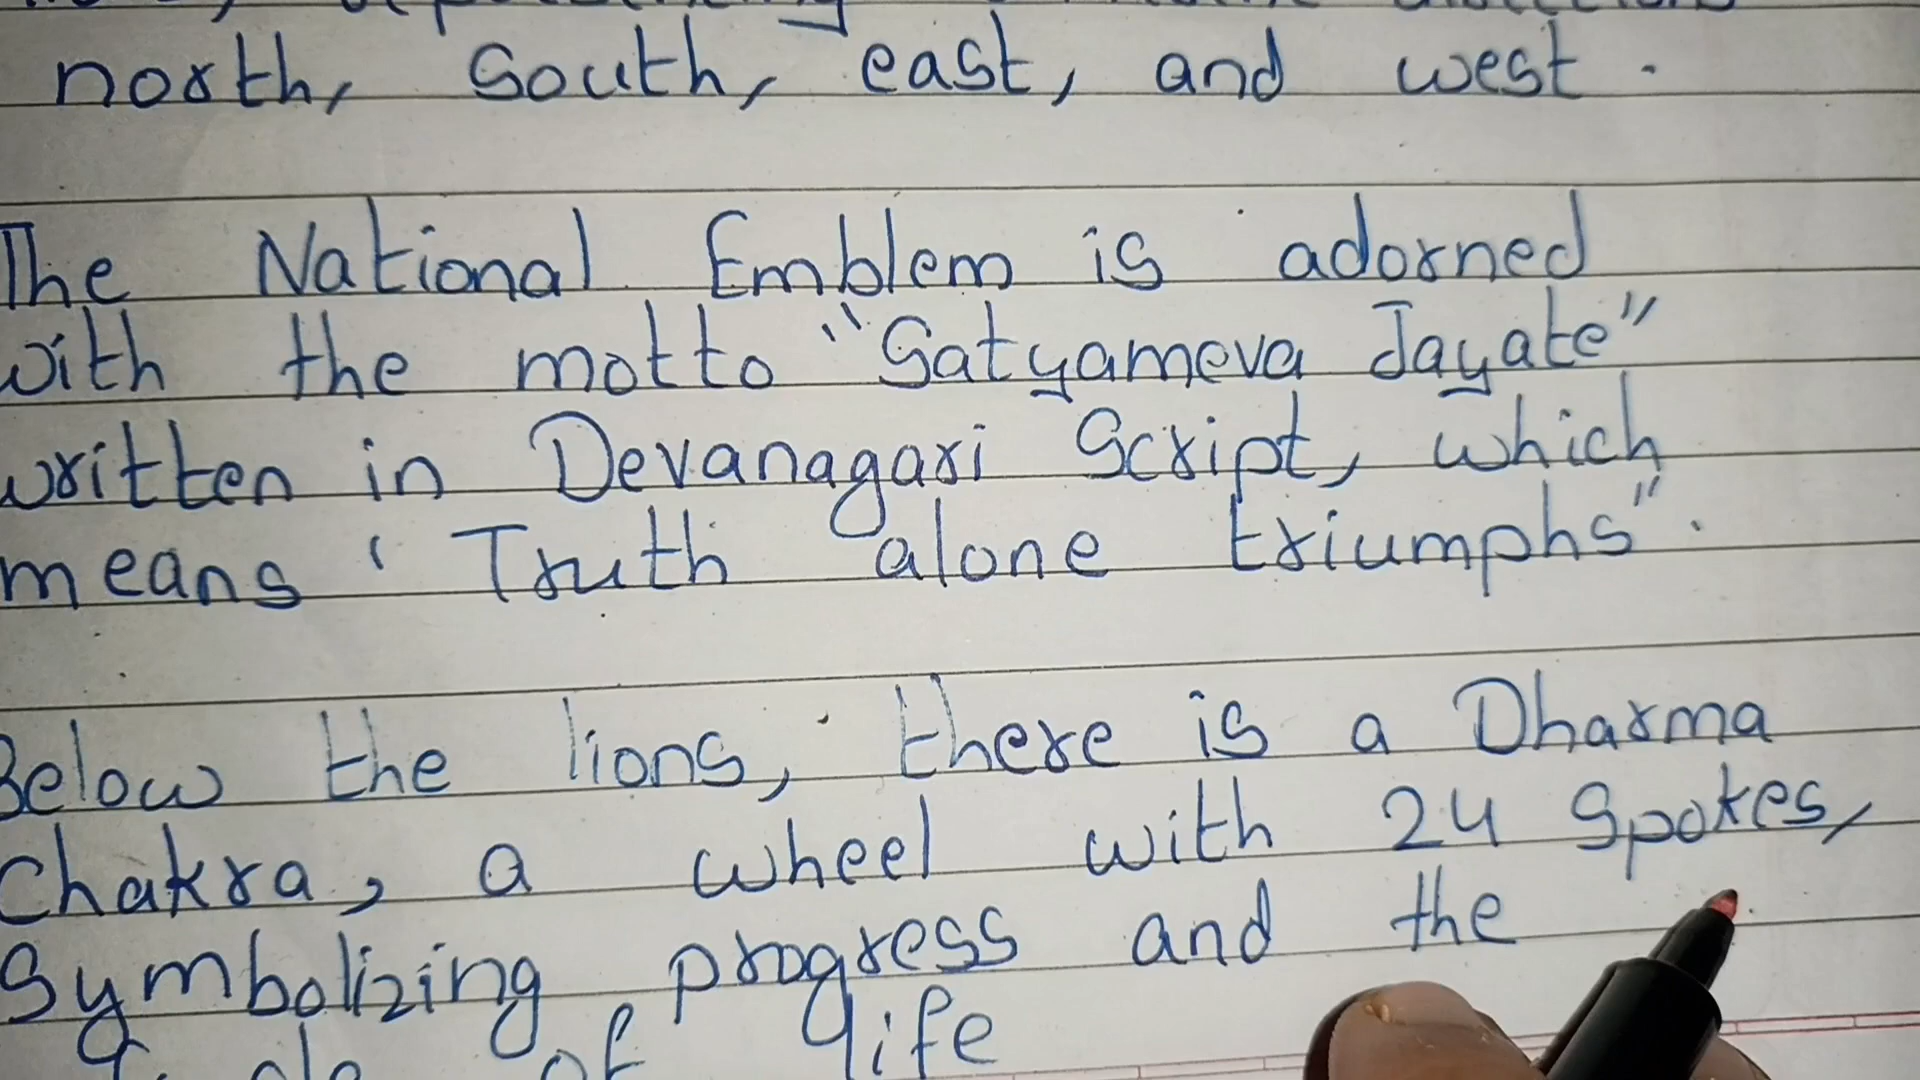 north, South, east, and west.
The National Emblem is adorned
with the motto "Satyameva Jayate"
written in Devanagari Script, which
means ' Truth alone triumphs".
Below the lions, there is a Dharma
Chakra, a wheel with 24 Spokes,
Symbolizing progress and the
of life